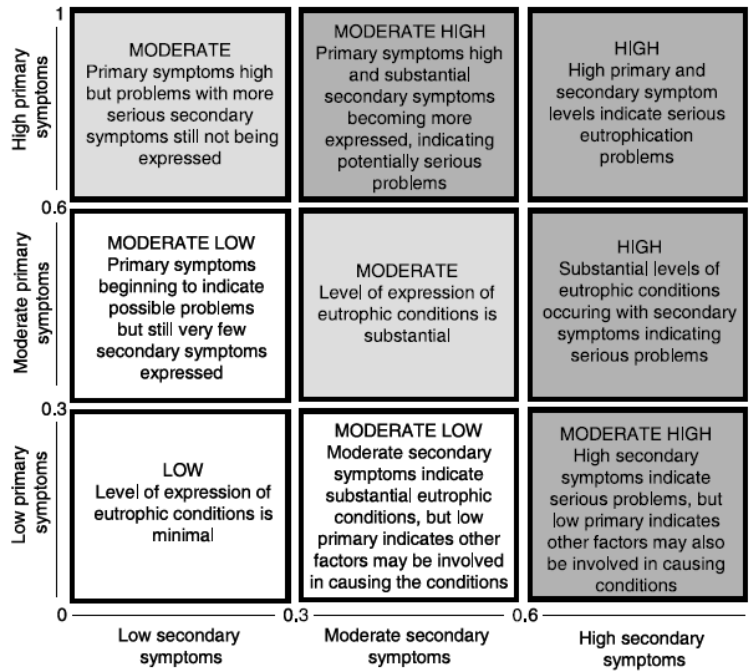 1
High primary
symptoms
MODERATE
Primary symptoms high
but problems with more
serious secondary
symptoms still not being
expressed
MODERATE HIGH
Primary symptoms high
and substantial
secondary symptoms
becoming more
expressed, indicating
potentially serious
problems
HIGH
High primary and
secondary symptom
levels indicate serious
eutrophication
problems
0.6
Moderate primary
symptoms
MODERATE LOW
Primary symptoms
beginning to indicate
possible problems
but still very few
secondary symptoms
expressed
MODERATE
Level of expression of
eutrophic conditions is
substantial
HIGH
Substantial levels of
eutrophic conditions
occuring with secondary
symptoms indicating
serious problems
0.3
Low primary
symptoms
LOW
Level of expression of
eutrophic conditions is
minimal
MODERATE LOW
Moderate secondary
symptoms indicate
substantial eutrophic
conditions, but low
primary indicates other
factors may be involved
in causing the conditions
MODERATE HIGH
High secondary
symptoms indicate
serious problems, but
low primary indicates
other factors may also
be involved in causing
conditions
0
0.3
0.6
Low secondary
symptoms
Moderate secondary
symptoms
High secondary
symptoms